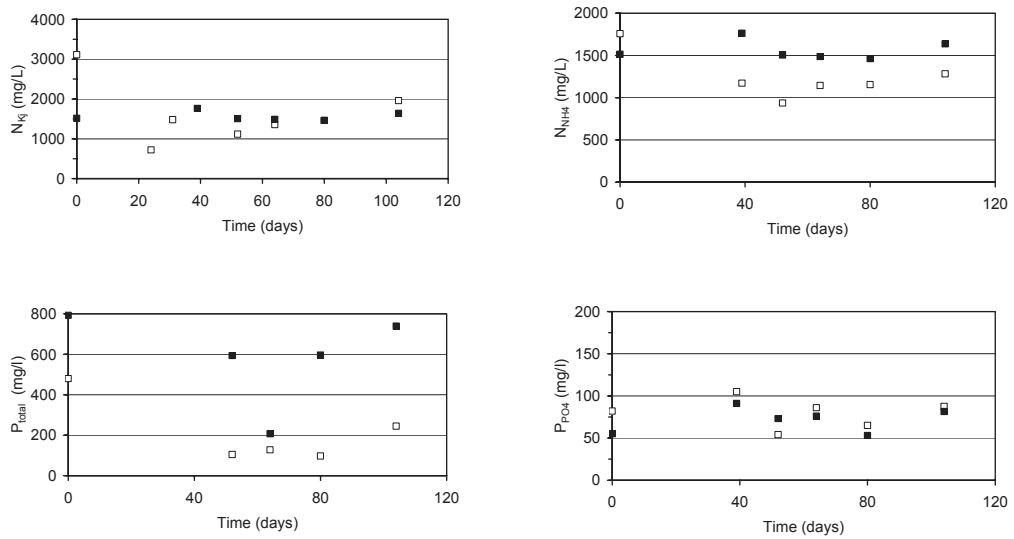 4000
3000
2000
1000
0
N_Kj (mg/L)
0 20 40 60 80 100 120
Time (days)
2000
1500
1000
500
0
N_NH4 (mg/L)
0 40 80 120
Time (days)
800
600
400
200
0
P_total (mg/l)
0 40 80 120
Time (days)
200
150
100
50
0
P_PO4 (mg/l)
0 40 80 120
Time (days)